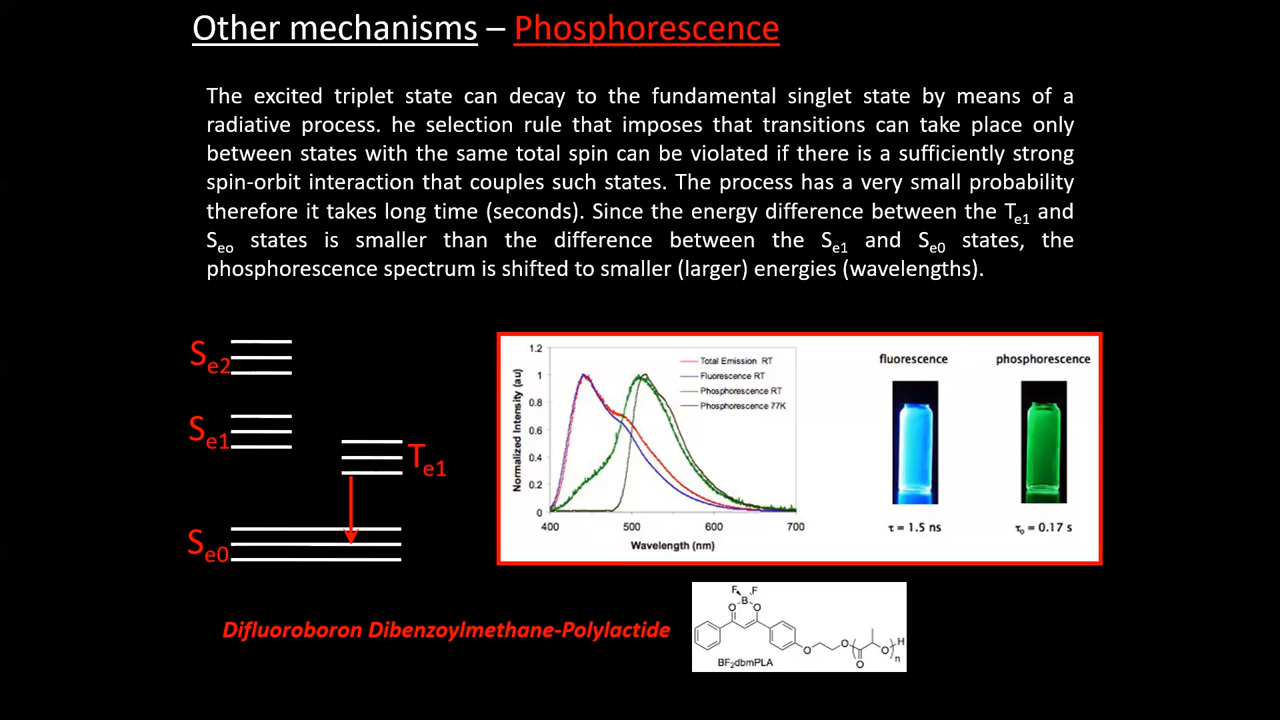 Other mechanisms – Phosphorescence
The excited triplet state can decay to the fundamental singlet state by means of a
radiative process. he selection rule that imposes that transitions can take place only
between states with the same total spin can be violated if there is a sufficiently strong
spin-orbit interaction that couples such states. The process has a very small probability
therefore it takes long time (seconds). Since the energy difference between the Te1 and
Seo states is smaller than the difference between the Se1 and Se0 states, the
phosphorescence spectrum is shifted to smaller (larger) energies (wavelengths).
Se2
Se1
Te1
Se0
Normalized Intensity (au)
1.2
1
0.8
0.6
0.4
0.2
0
400 500 600 700
Wavelength (nm)
Total Emission RT
Fluorescence RT
Phosphorescence RT
Phosphorescence 77K
fluorescence
phosphorescence
τ = 1.5 ns
τo = 0.17 s
Difluoroboron Dibenzoylmethane-Polylactide
F F
B
O O
O
O
O
O
H
n
BF2dbmPLA